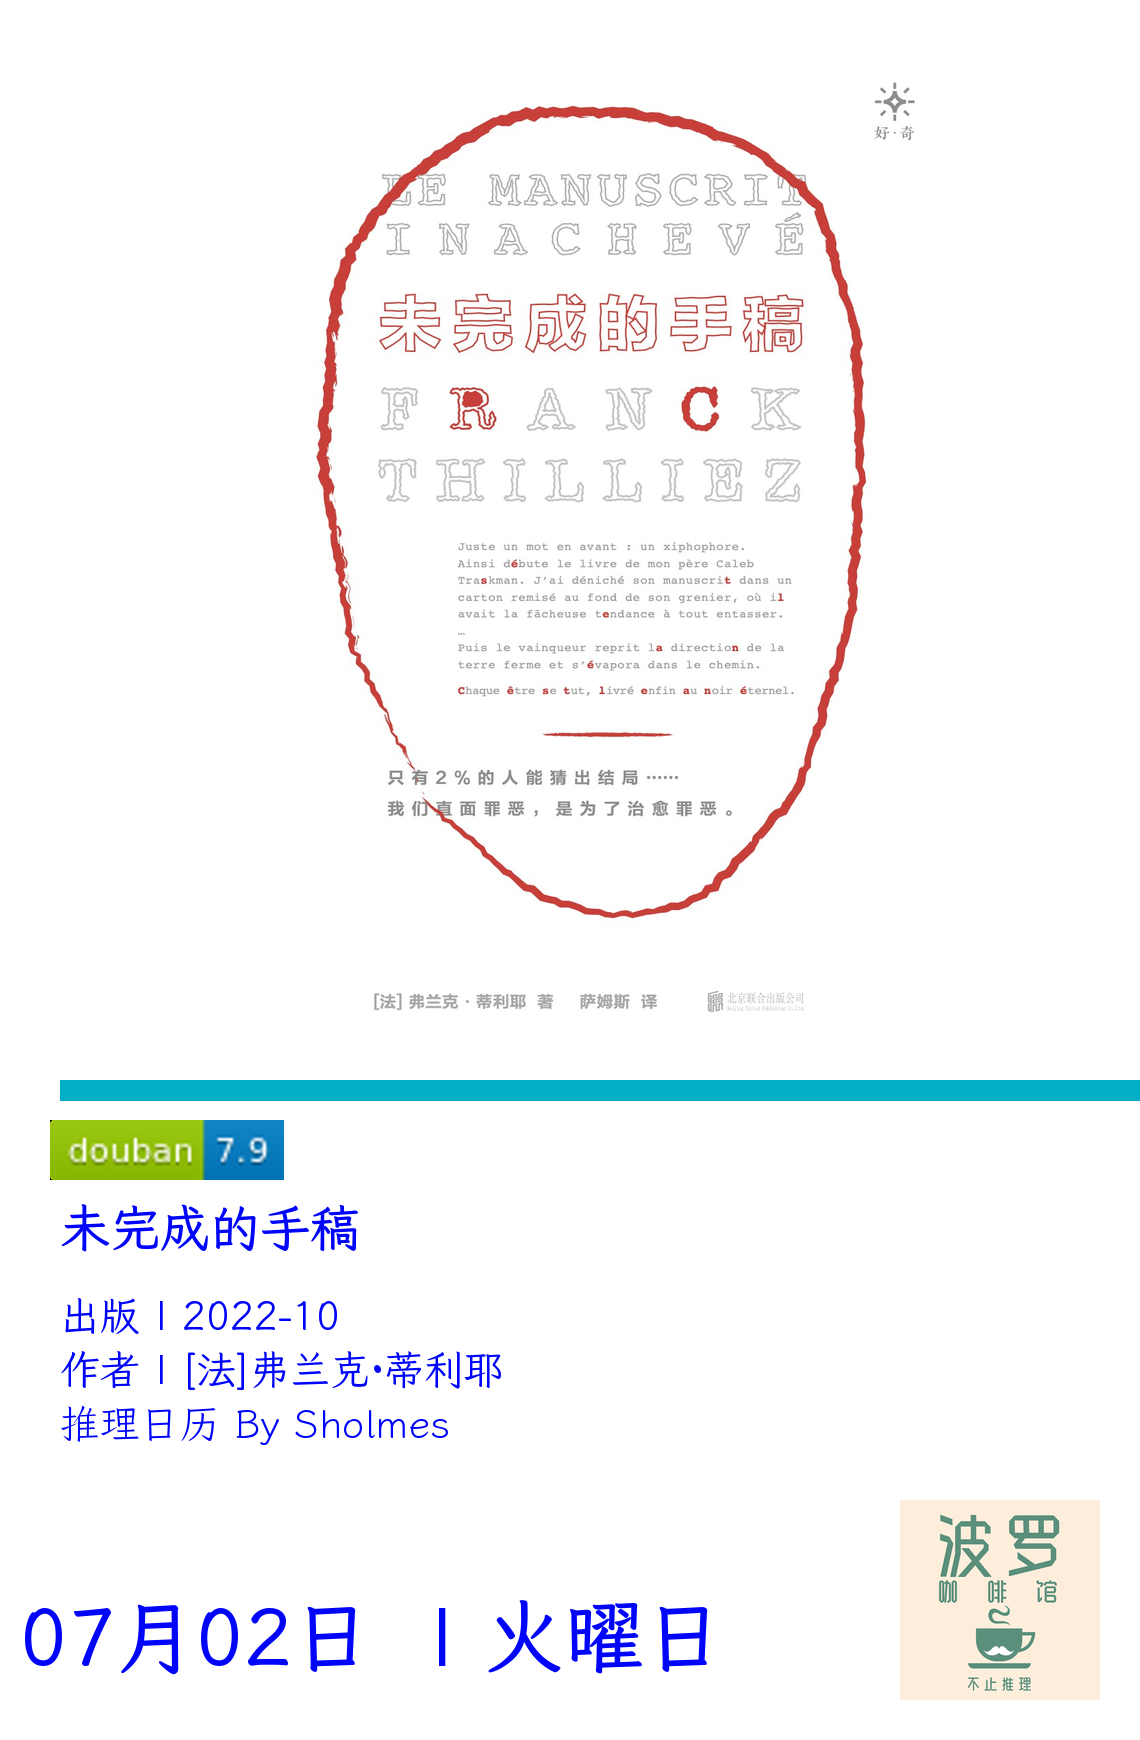 好·奇
LE MANUSCRIT
INACHEVÉ
未完成的手稿
FRANCK
THILLIEZ
Juste un mot en avant : un xiphophore.
Ainsi débute le livre de mon père Caleb
Traskman. J'ai déniché son manuscrit dans un
carton remisé au fond de son grenier, où il
avait la fâcheuse tendance à tout entasser.
…
Puis le vainqueur reprit la direction de la
terre ferme et s'évapora dans le chemin.
Chaque être se tut, livré enfin au noir éternel.
只有2%的人能猜出结局……
我们直面罪恶，是为了治愈罪恶。
[法] 弗兰克·蒂利耶 著 萨姆斯 译
北京联合出版公司
Beijing United Publishing Co.,Ltd.
douban 7.9
未完成的手稿
出版 | 2022-10
作者 | [法]弗兰克·蒂利耶
推理日历 By Sholmes
波罗
咖啡馆
不止推理
07月02日 | 火曜日